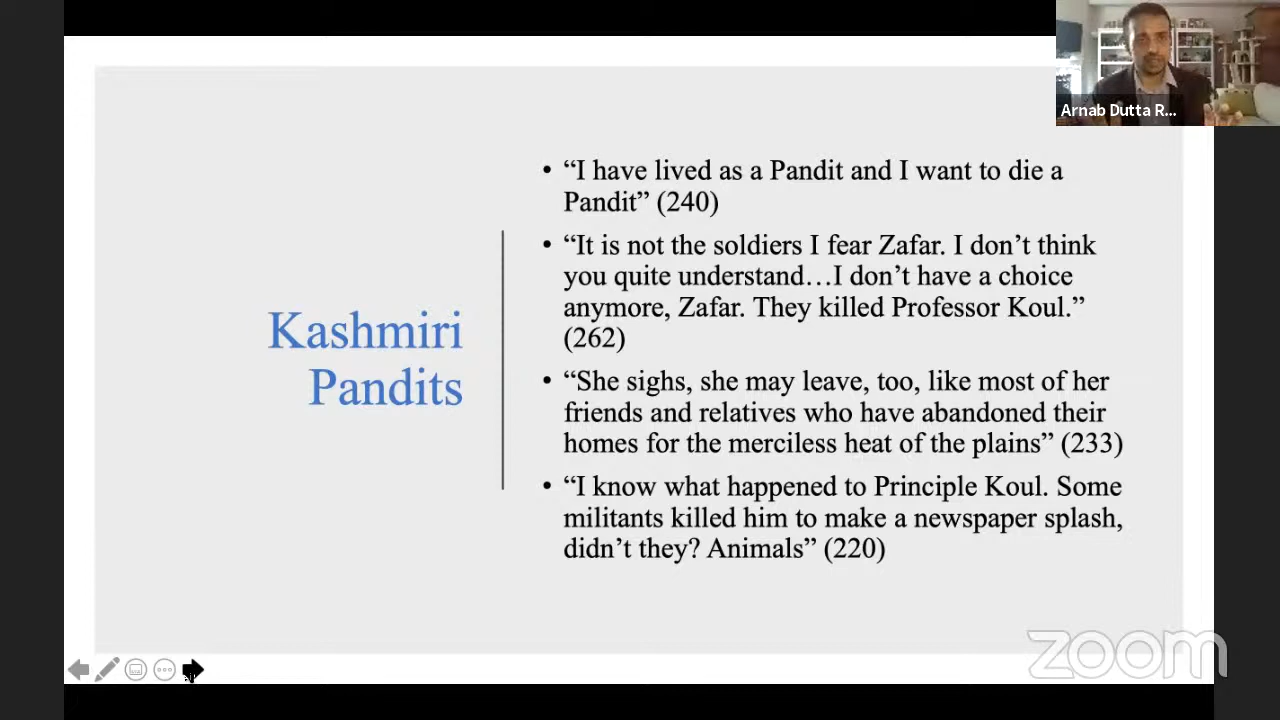 Arnab Dutta R...
• “I have lived as a Pandit and I want to die a
Pandit” (240)
• “It is not the soldiers I fear Zafar. I don’t think
you quite understand…I don’t have a choice
anymore, Zafar. They killed Professor Koul.”
(262)
• “She sighs, she may leave, too, like most of her
friends and relatives who have abandoned their
homes for the merciless heat of the plains” (233)
• “I know what happened to Principle Koul. Some
militants killed him to make a newspaper splash,
didn’t they? Animals” (220)
Kashmiri
Pandits
zoom